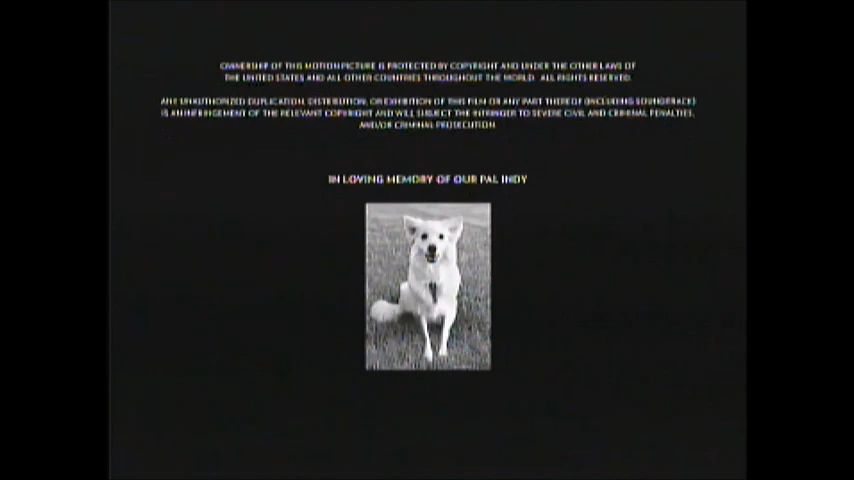 OWNERSHIP OF THIS MOTION PICTURE IS PROTECTED BY COPYRIGHT AND UNDER THE OTHER LAWS OF
THE UNITED STATES AND ALL OTHER COUNTRIES THROUGHOUT THE WORLD. ALL RIGHTS RESERVED.
ANY UNAUTHORIZED DUPLICATION, DISTRIBUTION, OR EXHIBITION OF THIS FILM OR ANY PART THEREOF (INCLUDING SOUNDTRACK)
IS AN INFRINGEMENT OF THE RELEVANT COPYRIGHT AND WILL SUBJECT THE INFRINGER TO SEVERE CIVIL AND CRIMINAL PENALTIES,
AND/OR CRIMINAL PROSECUTION.
IN LOVING MEMORY OF OUR PAL INDY